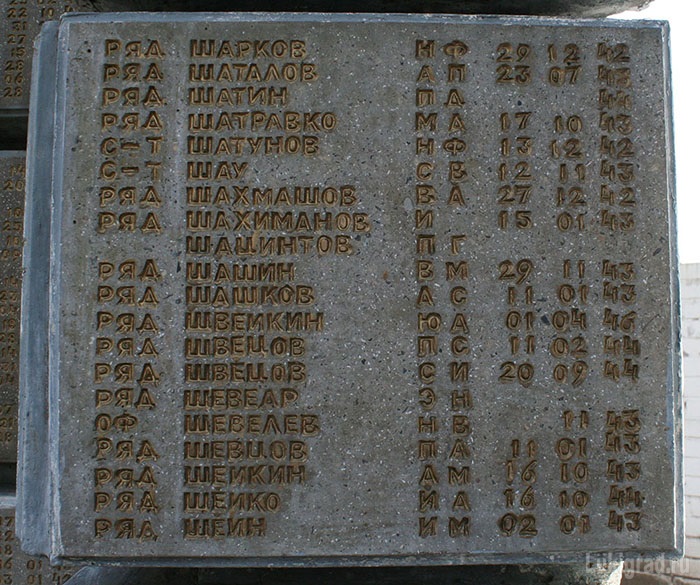 РЯД ШАРКОВ Н Ф 29 12 42
РЯД ШАТАЛОВ А П 23 07 43
РЯД ШАТИН П А 44
РЯД ШАТРАВКО М А 17 10 43
С-Т ШАТУНОВ Н Ф 13 12 42
С-Т ШАУ С В 12 11 43
РЯД ШАХМАШОВ В А 27 12 42
РЯД ШАХИМАНОВ И 15 01 43
ШАЩИНТОВ П Г
РЯД ШАШИН В М 29 11 43
РЯД ШАШКОВ А С 11 01 43
РЯД ШВЕИКИН Ю А 01 04 46
РЯД ШВЕЦОВ П С 11 02 44
РЯД ШВЕЦОВ С И 20 09 44
РЯД ШЕВЕАР Э Н
ОФ ШЕВЕЛЕВ Н В 11 43
РЯД ШЕВЦОВ П А 11 01 43
РЯД ШЕИКИН А М 16 10 43
РЯД ШЕИКО И А 16 10 44
РЯД ШЕИН И М 02 01 43